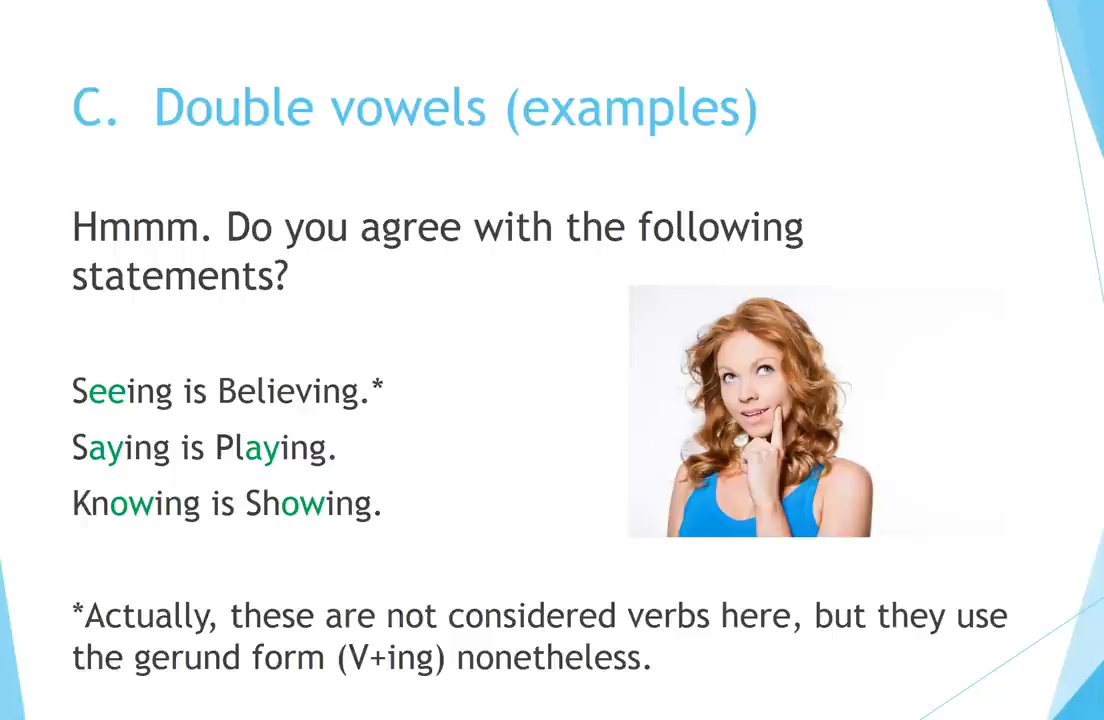 C. Double vowels (examples)
Hmmm. Do you agree with the following
statements?
Seeing is Believing.*
Saying is Playing.
Knowing is Showing.
*Actually, these are not considered verbs here, but they use
the gerund form (V+ing) nonetheless.